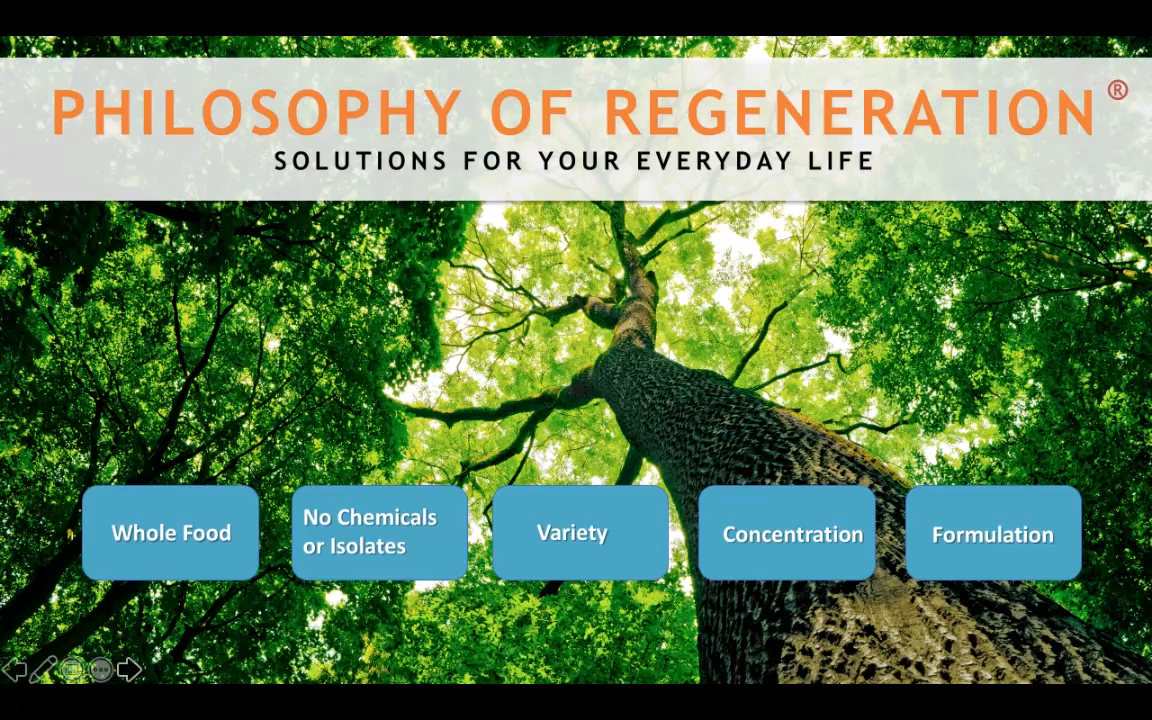 PHILOSOPHY OF REGENERATION®
SOLUTIONS FOR YOUR EVERYDAY LIFE
Whole Food
No Chemicals
or Isolates
Variety
Concentration
Formulation